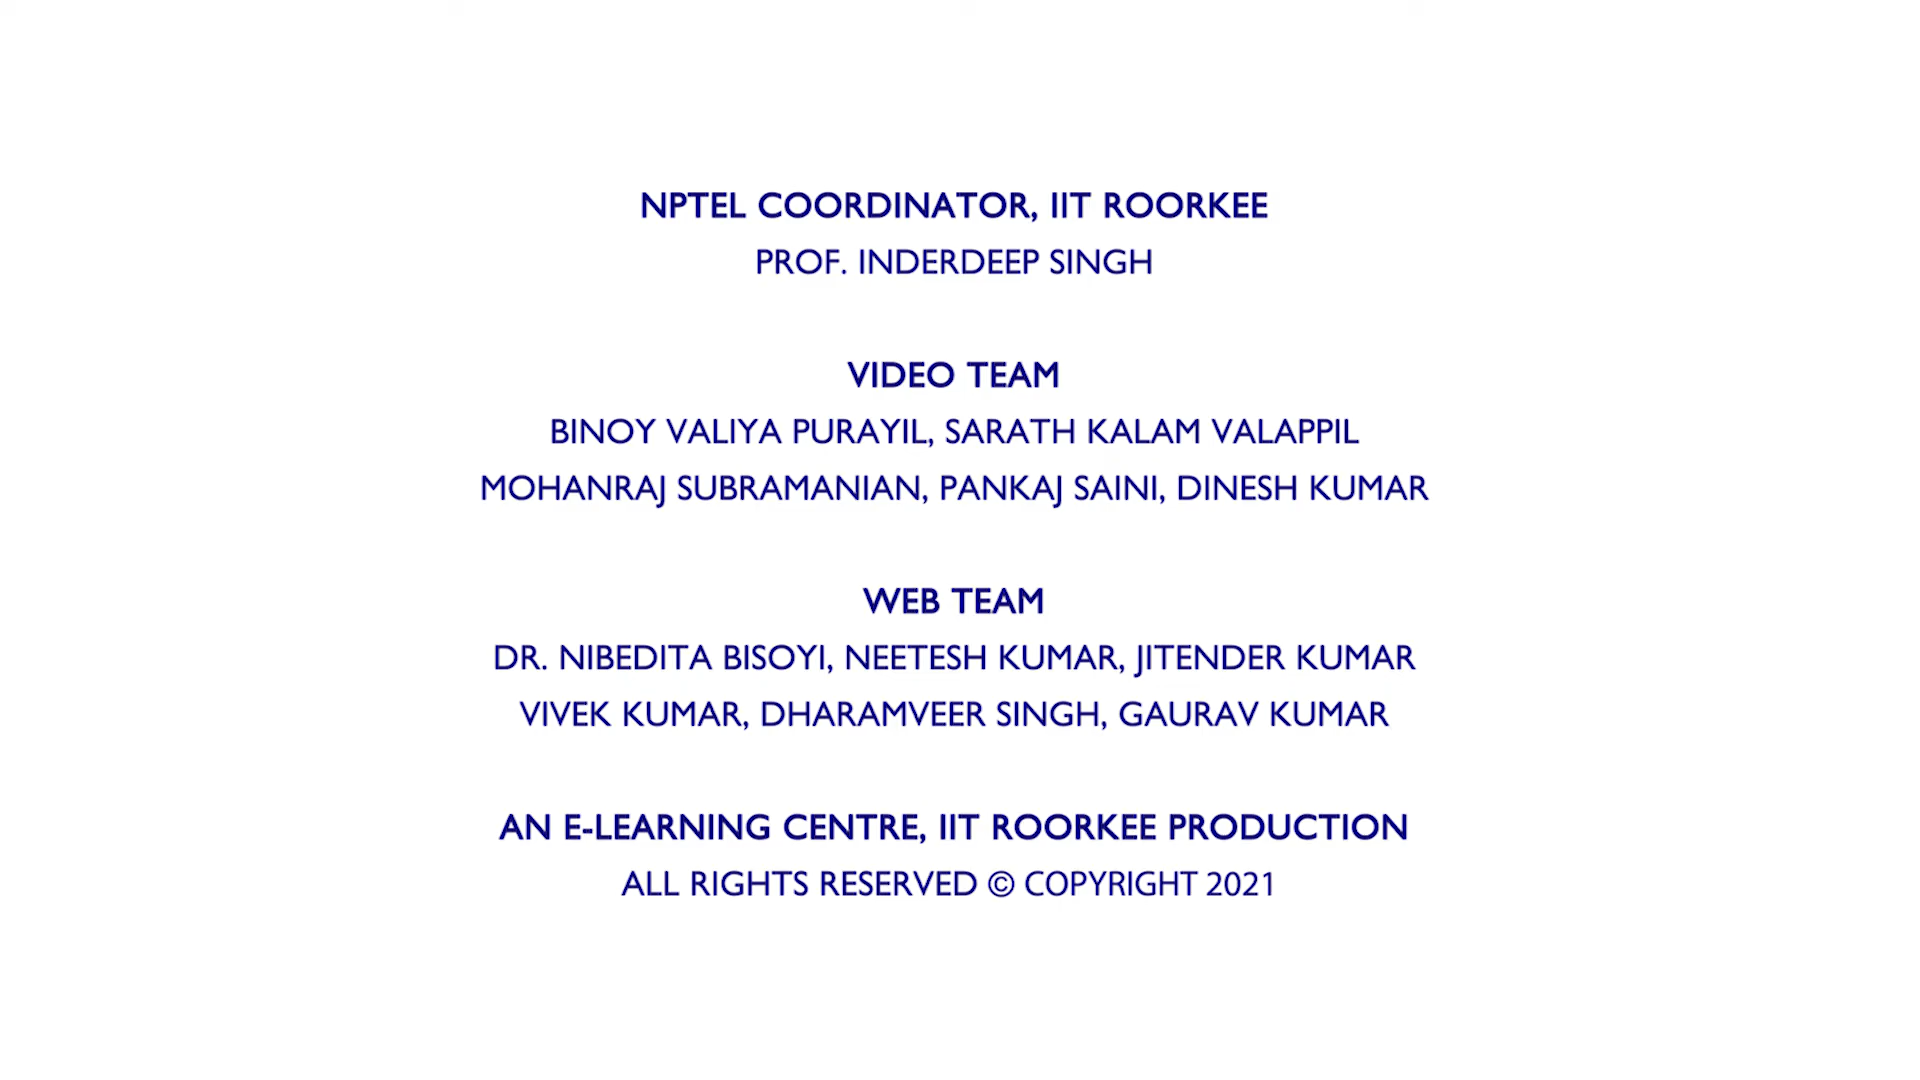 NPTEL COORDINATOR, IIT ROORKEE
PROF. INDERDEEP SINGH
VIDEO TEAM
BINOY VALIYA PURAYIL, SARATH KALAM VALAPPIL
MOHANRAJ SUBRAMANIAN, PANKAJ SAINI, DINESH KUMAR
WEB TEAM
DR. NIBEDITA BISOYI, NEETESH KUMAR, JITENDER KUMAR
VIVEK KUMAR, DHARAMVEER SINGH, GAURAV KUMAR
AN E-LEARNING CENTRE, IIT ROORKEE PRODUCTION
ALL RIGHTS RESERVED © COPYRIGHT 2021